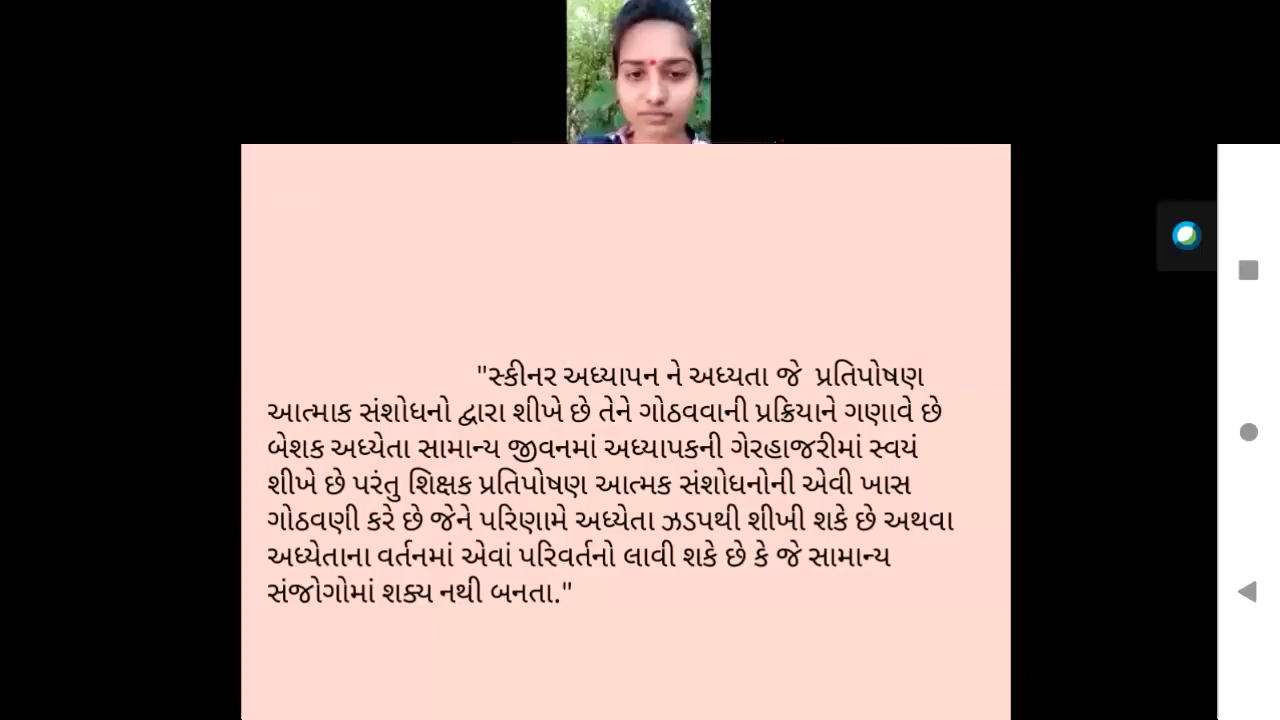 "સ્કીનર અધ્યાપન ને અધ્યતા જે પ્રતિપોષણ
આત્માક સંશોધનો દ્વારા શીખે છે તેને ગોઠવવાની પ્રક્રિયાને ગણાવે છે
બેશક અધ્યેતા સામાન્ય જીવનમાં અધ્યાપકની ગેરહાજરીમાં સ્વયં
શીખે છે પરંતુ શિક્ષક પ્રતિપોષણ આત્મક સંશોધનોની એવી ખાસ
ગોઠવણી કરે છે જેને પરિણામે અધ્યેતા ઝડપથી શીખી શકે છે અથવા
અધ્યેતાના વર્તનમાં એવાં પરિવર્તનો લાવી શકે છે કે જે સામાન્ય
સંજોગોમાં શક્ય નથી બનતા."